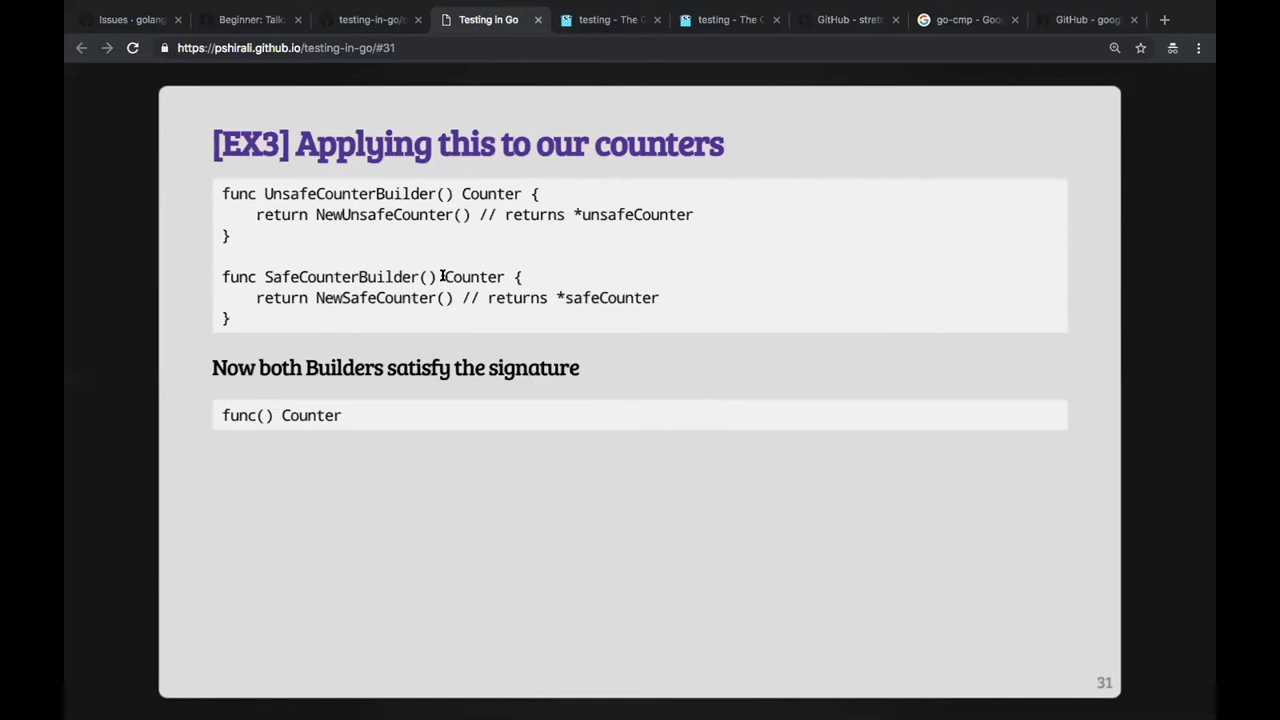 Issues · golang
Beginner: Talk
testing-in-go/s
Testing in Go
testing - The G
testing - The G
GitHub - stret
go-cmp - Goo
GitHub - goog
https://pshirali.github.io/testing-in-go/#31
[EX3] Applying this to our counters
func UnsafeCounterBuilder() Counter {
    return NewUnsafeCounter() // returns *unsafeCounter
}
func SafeCounterBuilder() Counter {
    return NewSafeCounter() // returns *safeCounter
}
Now both Builders satisfy the signature
func() Counter
31